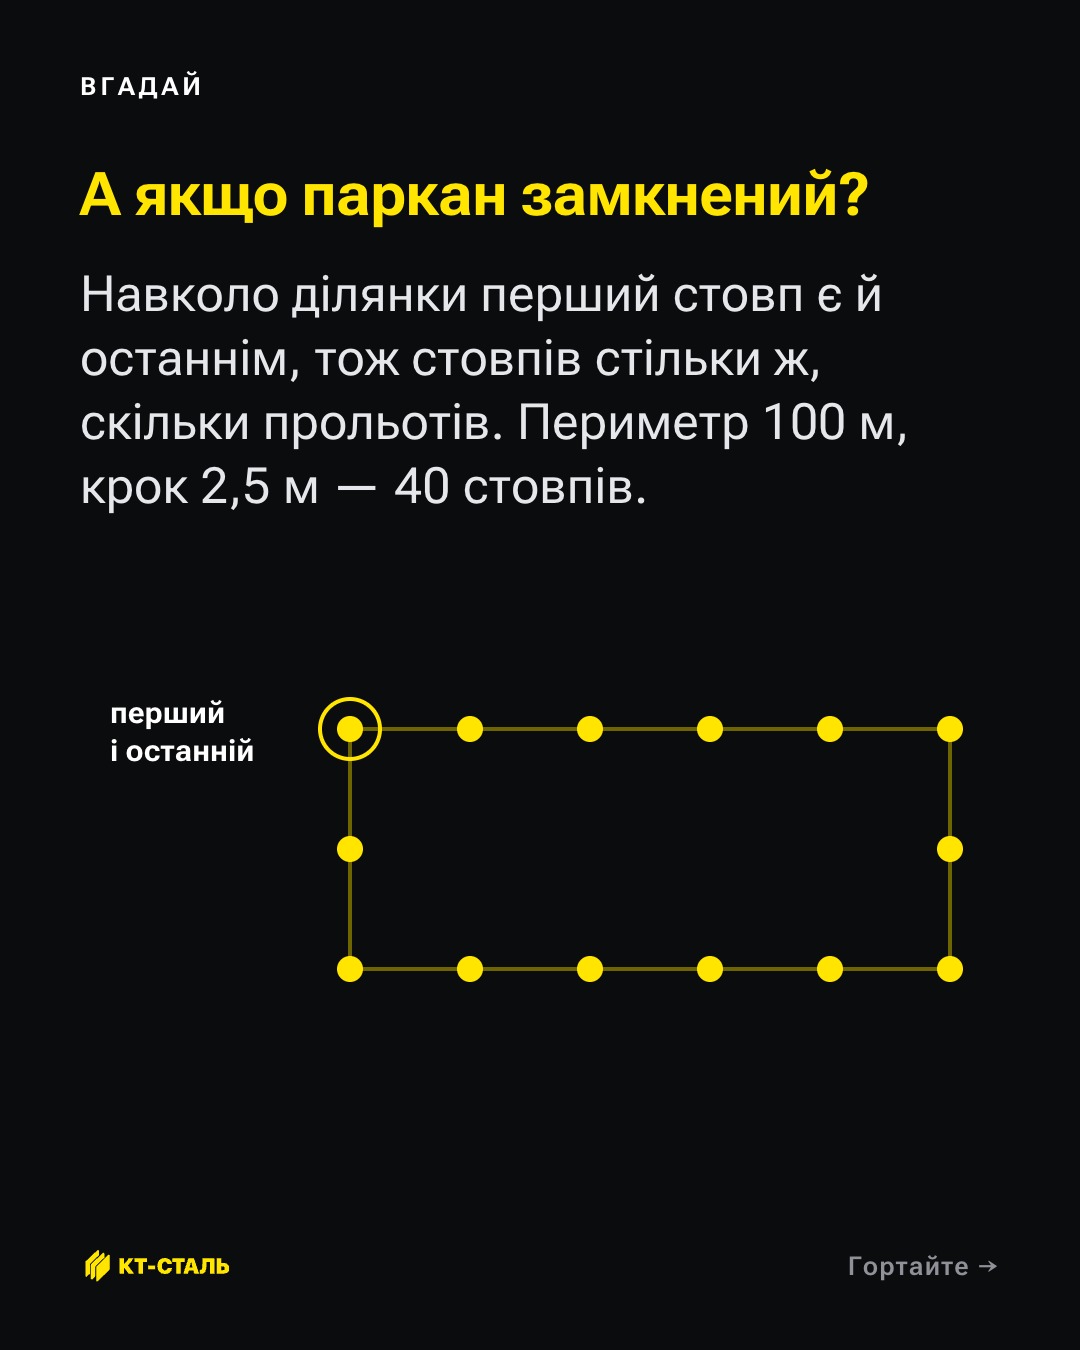 ВГАДАЙ
А якщо паркан замкнений?
Навколо ділянки перший стовп є й
останнім, тож стовпів стільки ж,
скільки прольотів. Периметр 100 м,
крок 2,5 м — 40 стовпів.
перший
і останній
КТ-СТАЛЬ
Гортайте →